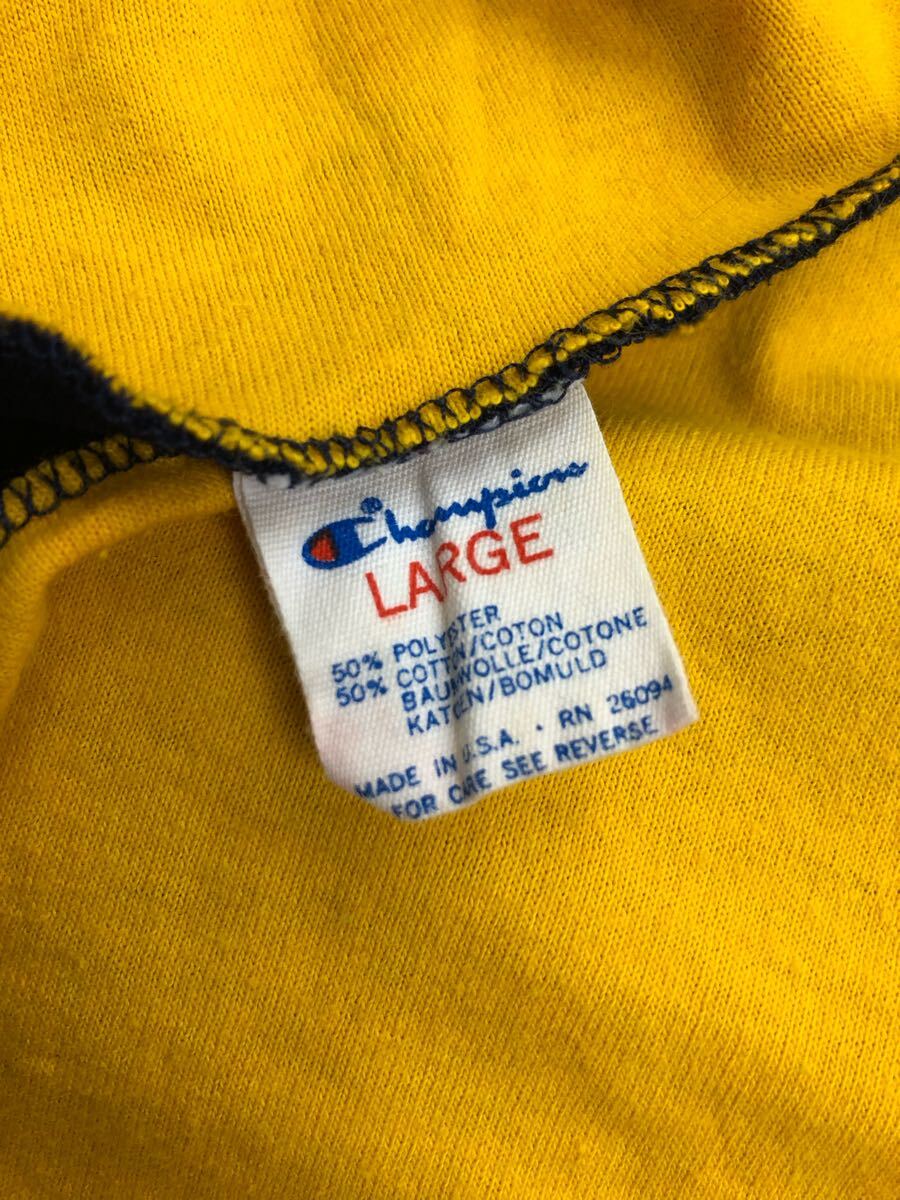 Champion®
LARGE
50% POLYESTER
50% COTTON/COTON
BAUMWOLLE/COTONE
KATOEN/BOMULD
MADE IN U.S.A. · RN 26094
FOR CARE SEE REVERSE